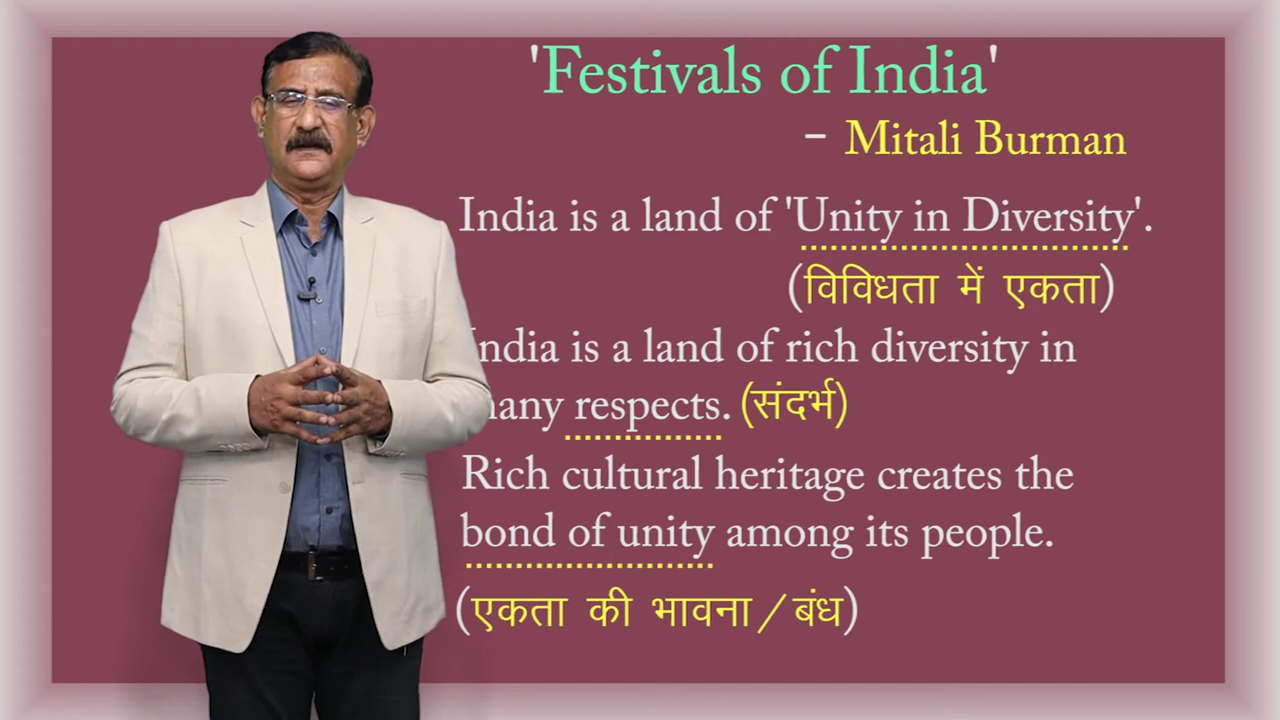 'Festivals of India'
- Mitali Burman
India is a land of 'Unity in Diversity'.
(विविधता में एकता)
India is a land of rich diversity in
many respects. (संदर्भ)
Rich cultural heritage creates the
bond of unity among its people.
(एकता की भावना/बंध)